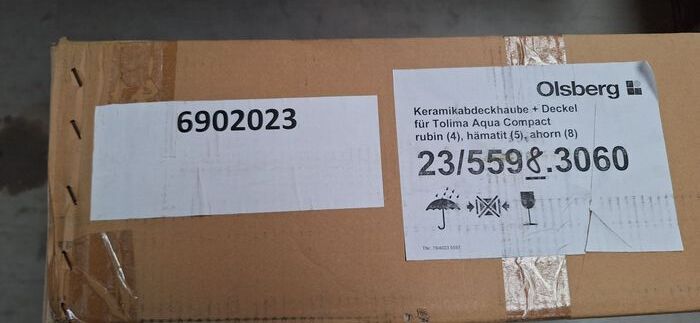 6902023
Olsberg
Keramikabdeckhaube + Deckel
für Tolima Aqua Compact
rubin (4), hämatit (5), ahorn (8)
23/5598.3060